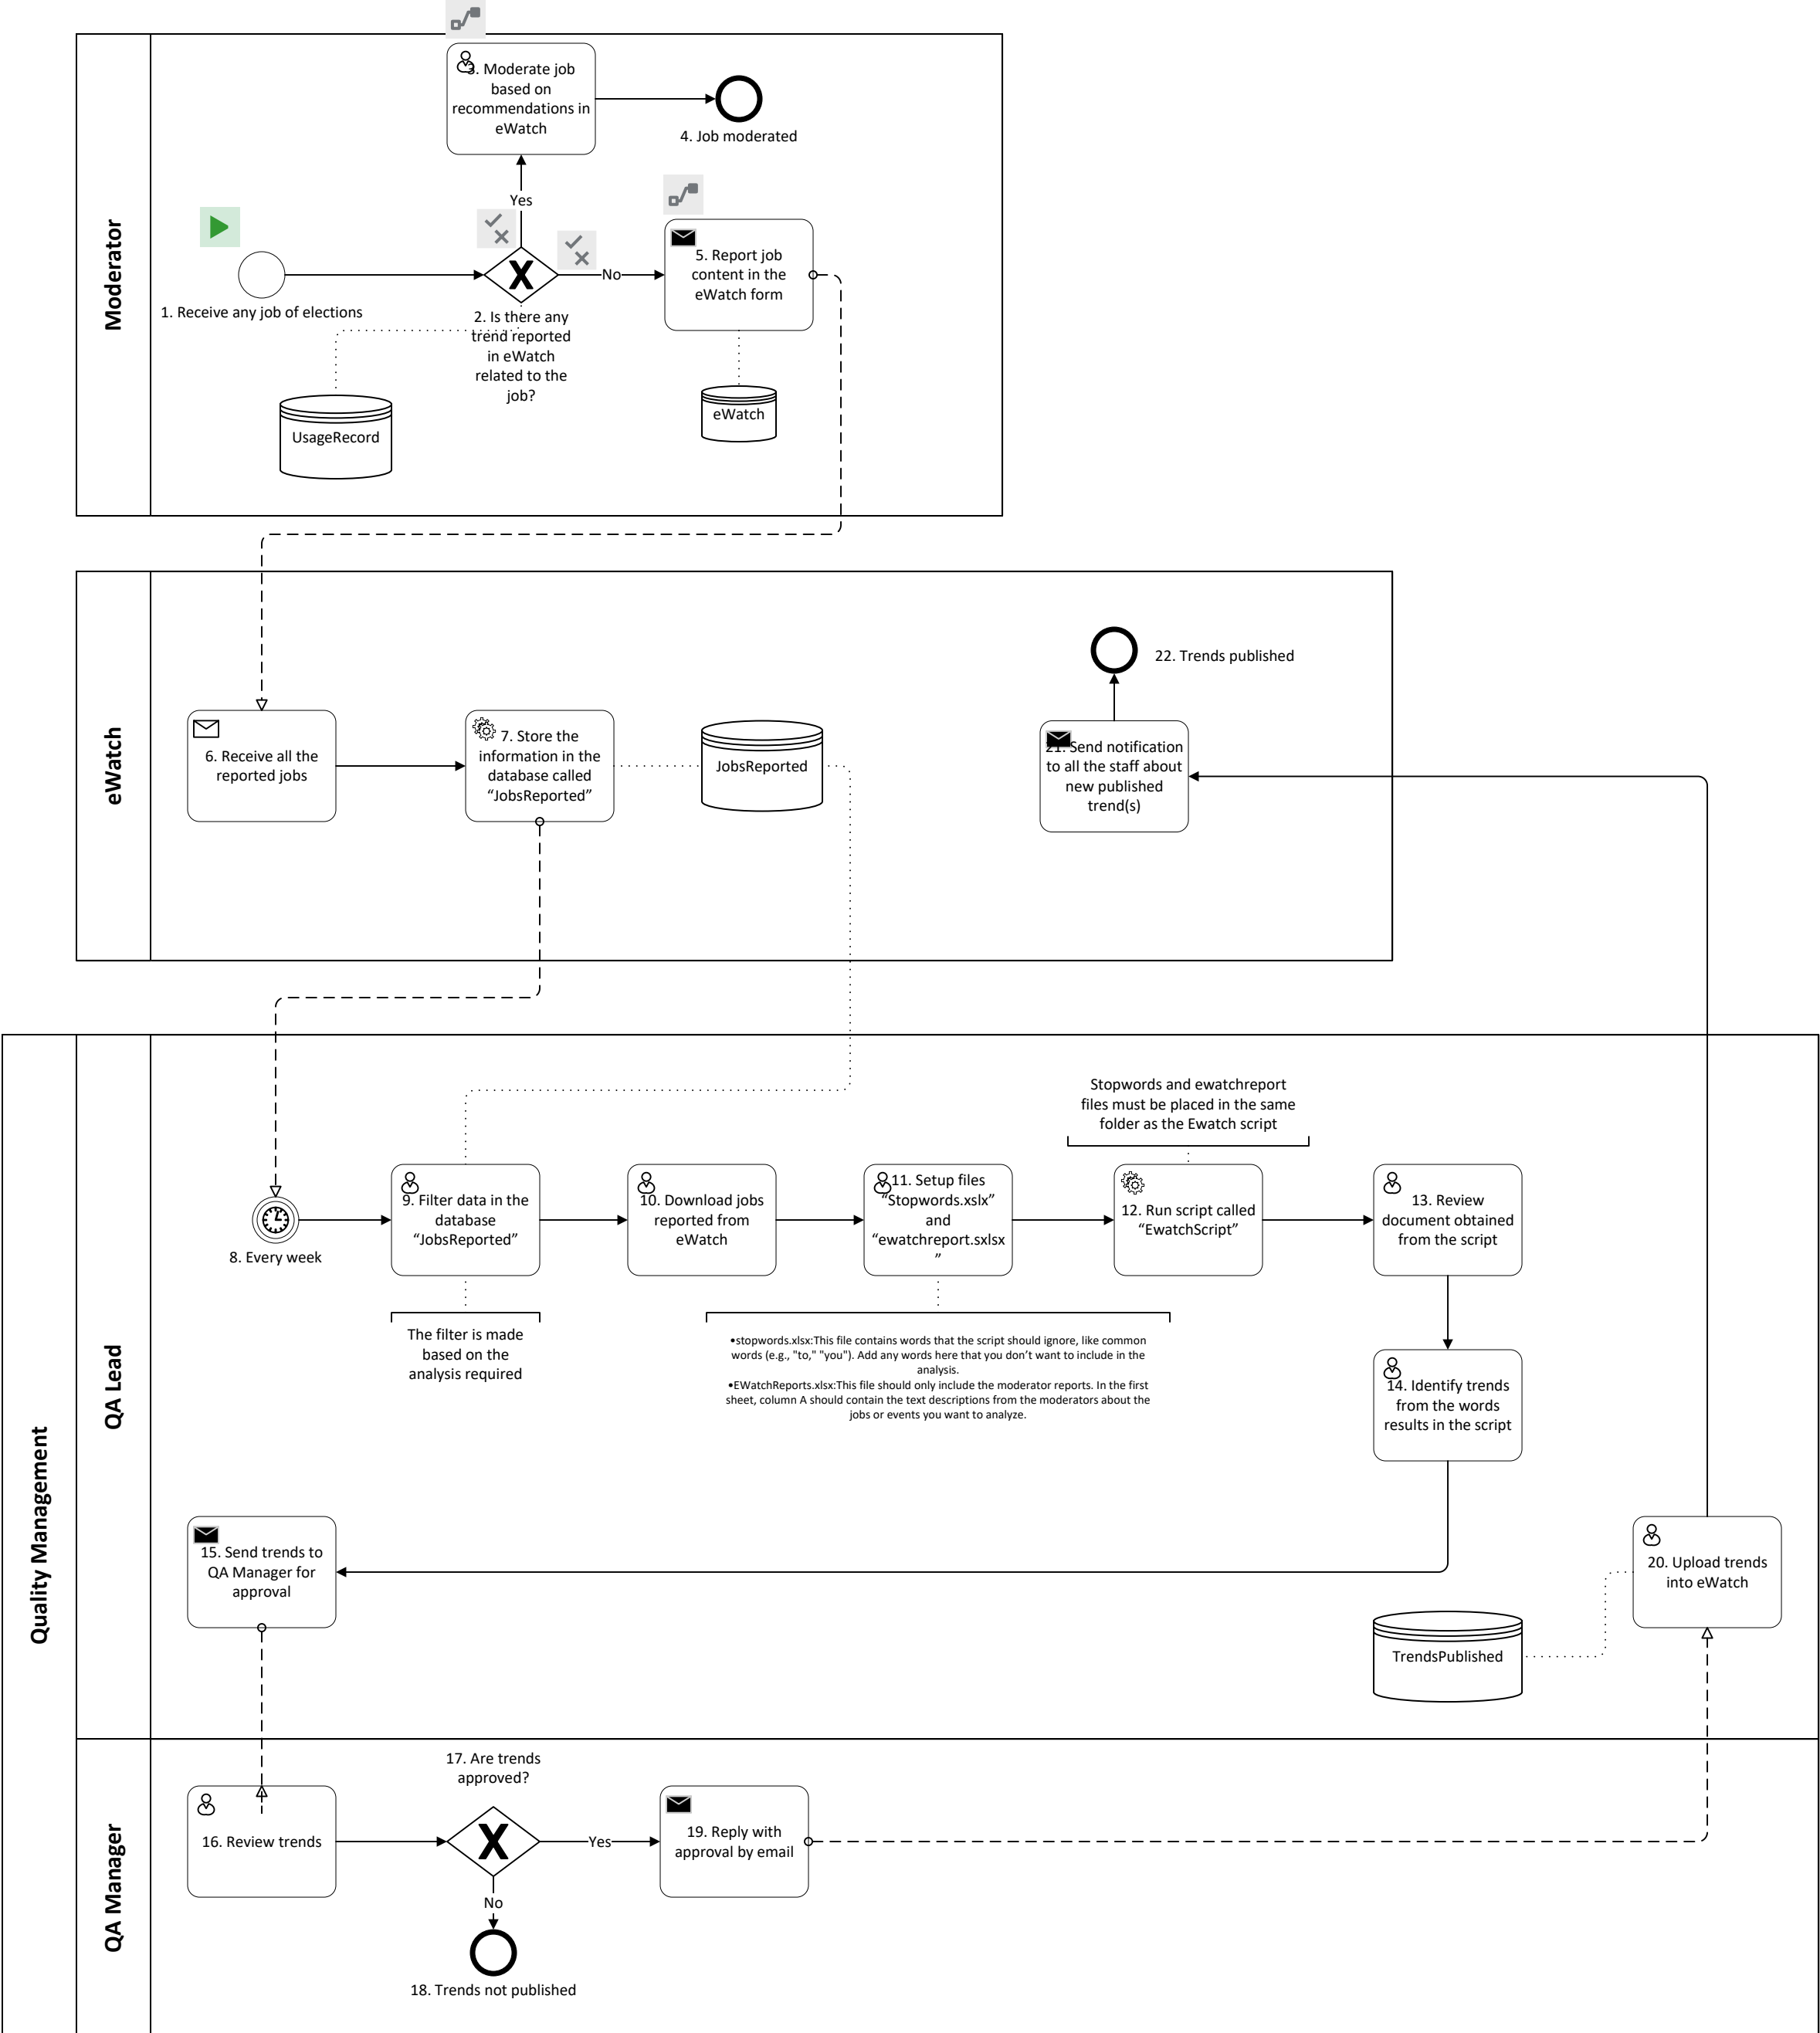 Moderator
3. Moderate job
based on
recommendations in
eWatch
4. Job moderated
Yes
1. Receive any job of elections
2. Is there any
trend reported
in eWatch
related to the
job?
No
5. Report job
content in the
eWatch form
UsageRecord
eWatch
eWatch
6. Receive all the
reported jobs
7. Store the
information in the
database called
“JobsReported”
JobsReported
22. Trends published
21. Send notification
to all the staff about
new published
trend(s)
Quality Management
QA Lead
8. Every week
9. Filter data in the
database
“JobsReported”
The filter is made
based on the
analysis required
10. Download jobs
reported from
eWatch
11. Setup files
“Stopwords.xslx”
and
“ewatchreport.sxlsx
”
•stopwords.xlsx:This file contains words that the script should ignore, like common
words (e.g., "to," "you"). Add any words here that you don’t want to include in the
analysis.
•EWatchReports.xlsx:This file should only include the moderator reports. In the first
sheet, column A should contain the text descriptions from the moderators about the
jobs or events you want to analyze.
Stopwords and ewatchreport
files must be placed in the same
folder as the Ewatch script
12. Run script called
“EwatchScript”
13. Review
document obtained
from the script
14. Identify trends
from the words
results in the script
15. Send trends to
QA Manager for
approval
TrendsPublished
20. Upload trends
into eWatch
QA Manager
16. Review trends
17. Are trends
approved?
Yes
No
18. Trends not published
19. Reply with
approval by email